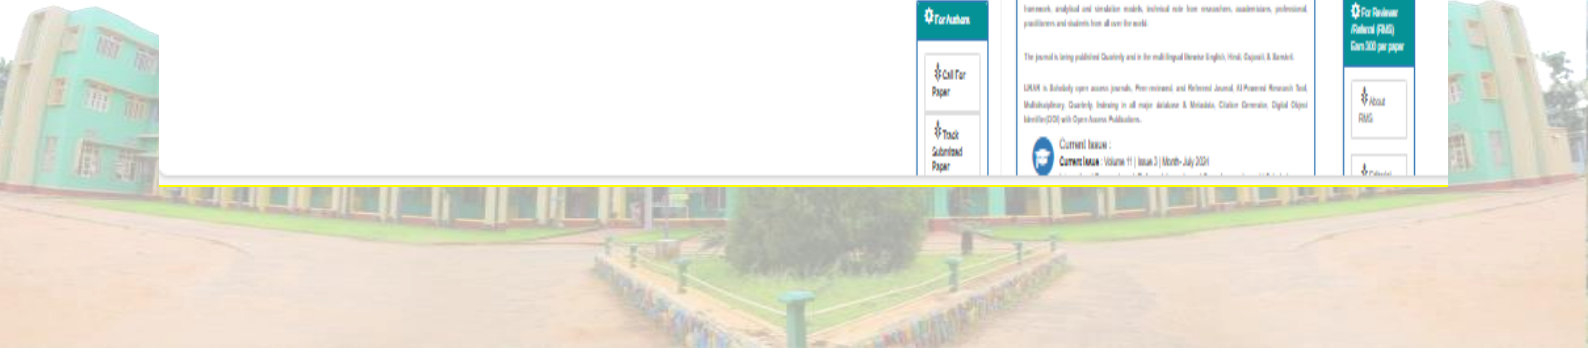 For Authors
Call For
Paper
Track
Submitted
Paper
framework, analytical and simulation models, technical note from researchers, academicians, professional,
practitioners and students from all over the world.
The journal is being published Quarterly and in the multilingual likewise English, Hindi, Gujarati, & Sanskrit.
is Scholarly open access journals, Peer-reviewed, and Refereed Journal, AI-Powered Research Tool,
Multidisciplinary, Quarterly, Indexing in all major database & Metadata, Citation Generator, Digital Object
Identifier(DOI) with Open Access Publications.
Current Issue :
Current Issue : Volume 11 | Issue 3 | Month- July 2024
For Reviewer
/Referral (RMS)
Earn 300 per paper
About
RMS